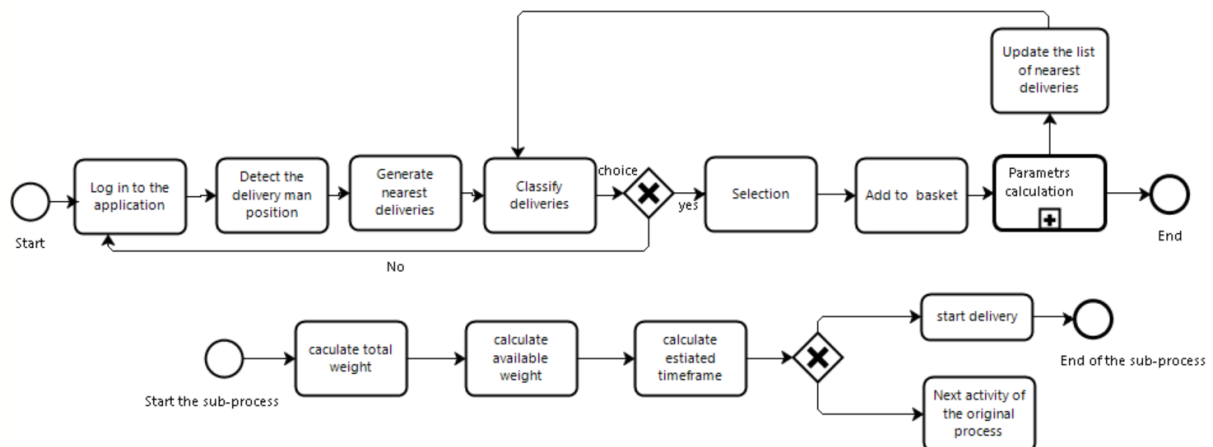 Update the list
of nearest
deliveries
choice
Log in to the
application
Detect the
delivery man
position
Generate
nearest
deliveries
Classify
deliveries
yes
Selection
Add to basket
Parametrs
calculation
Start
No
End
caculate total
weight
calculate
available
weight
calculate
estiated
timeframe
start delivery
Start the sub-process
End of the sub-process
Next activity of
the original
process